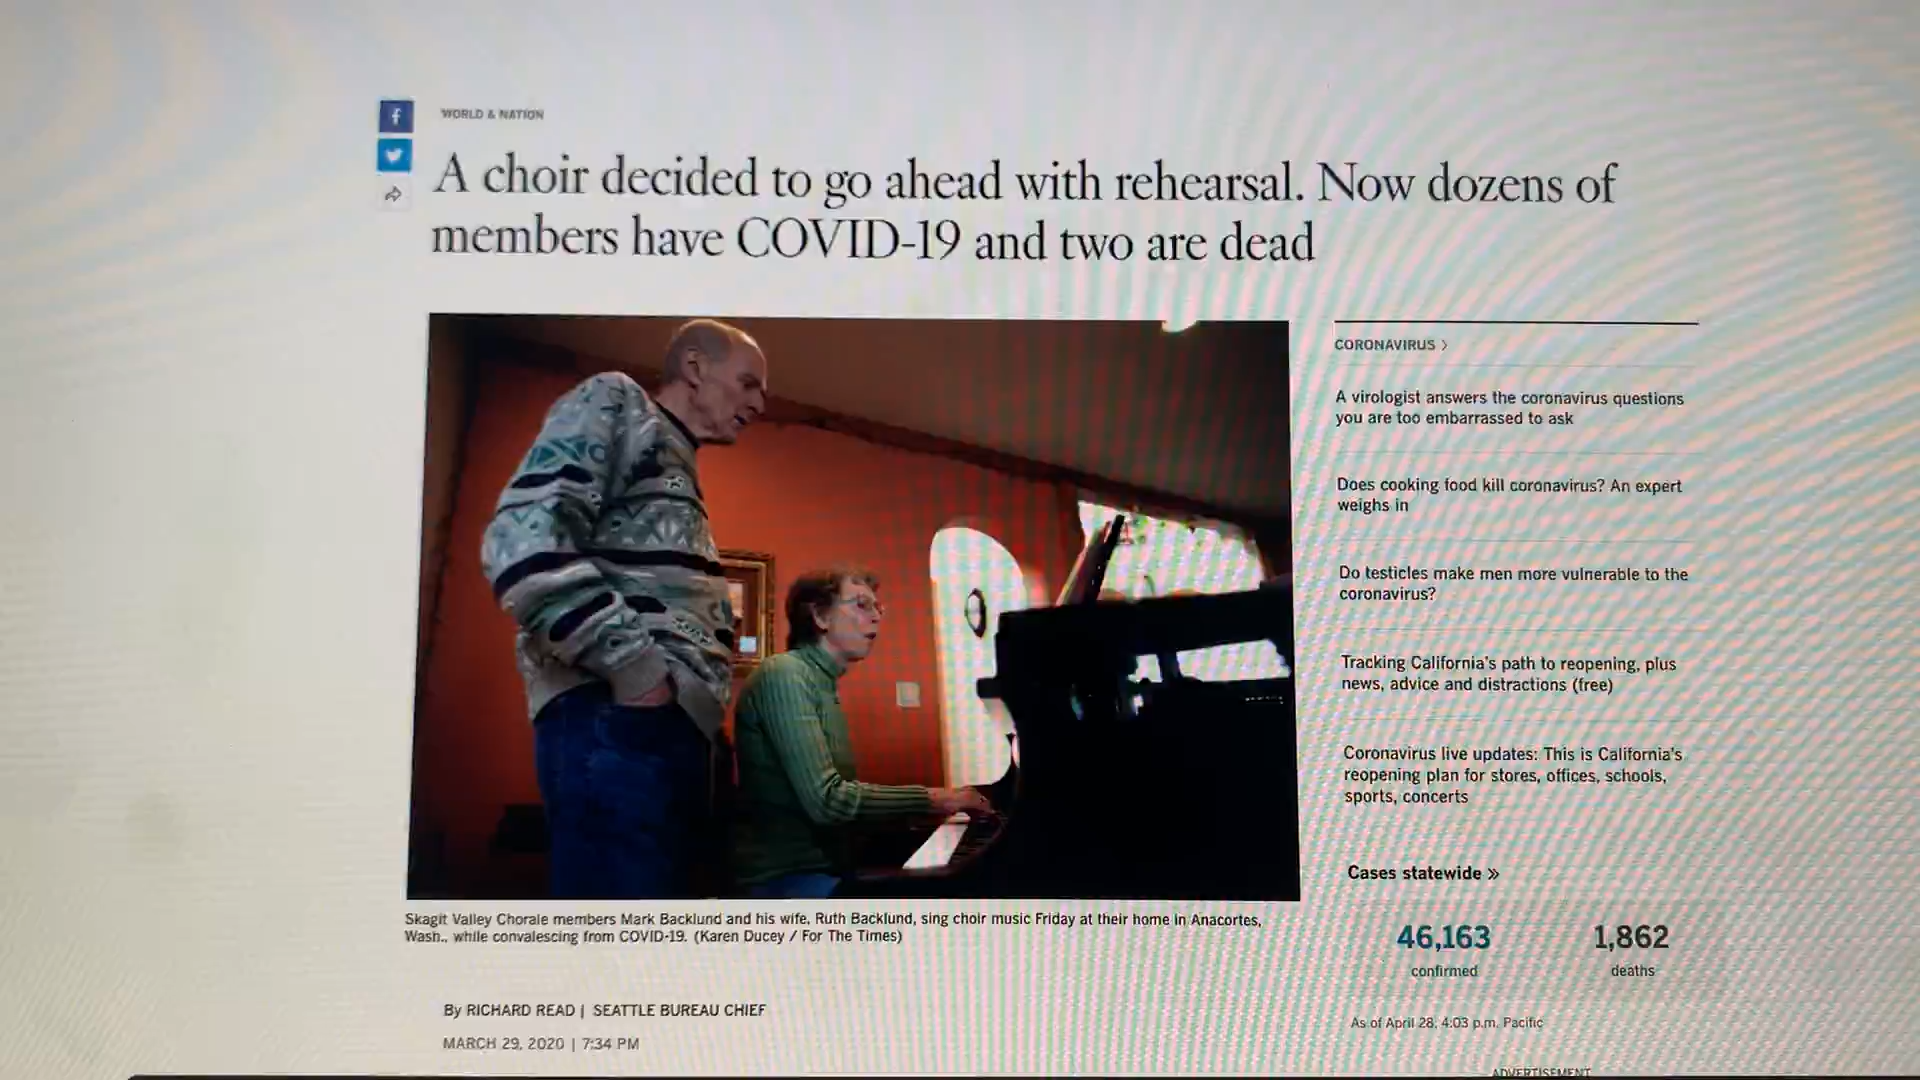 f
WORLD & NATION
A choir decided to go ahead with rehearsal. Now dozens of
members have COVID-19 and two are dead
CORONAVIRUS >
A virologist answers the coronavirus questions
you are too embarrassed to ask
Does cooking food kill coronavirus? An expert
weighs in
Do testicles make men more vulnerable to the
coronavirus?
Tracking California's path to reopening, plus
news, advice and distractions (free)
Coronavirus live updates: This is California's
reopening plan for stores, offices, schools,
sports, concerts
Cases statewide »
46,163 1,862
confirmed deaths
As of April 28, 4:03 p.m. Pacific
ADVERTISEMENT
Skagit Valley Chorale members Mark Backlund and his wife, Ruth Backlund, sing choir music Friday at their home in Anacortes,
Wash., while convalescing from COVID-19. (Karen Ducey / For The Times)
By RICHARD READ | SEATTLE BUREAU CHIEF
MARCH 29, 2020 | 7:34 PM